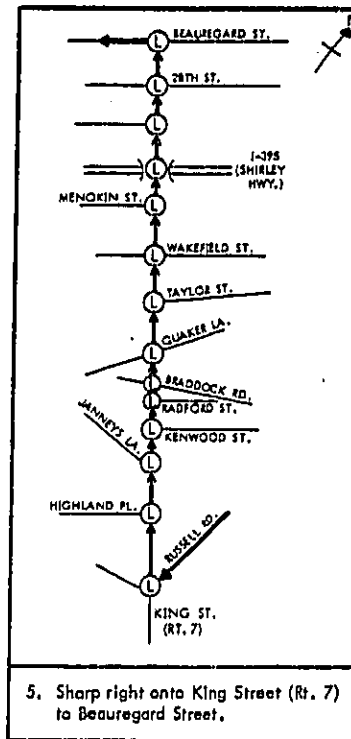 BEAUREGARD ST.
L
28TH ST.
L
L
I-395
(SHIRLEY
HWY.)
L
MENOKIN ST.
L
WAKEFIELD ST.
L
TAYLOR ST.
L
QUAKER LA.
L
BRADDOCK RD.
L
RADFORD ST.
L
KENWOOD ST.
L
JANNEYS LA.
L
HIGHLAND PL.
L
RUSSELL RD.
L
KING ST.
(RT. 7)
5. Sharp right onto King Street (Rt. 7)
to Beauregard Street.